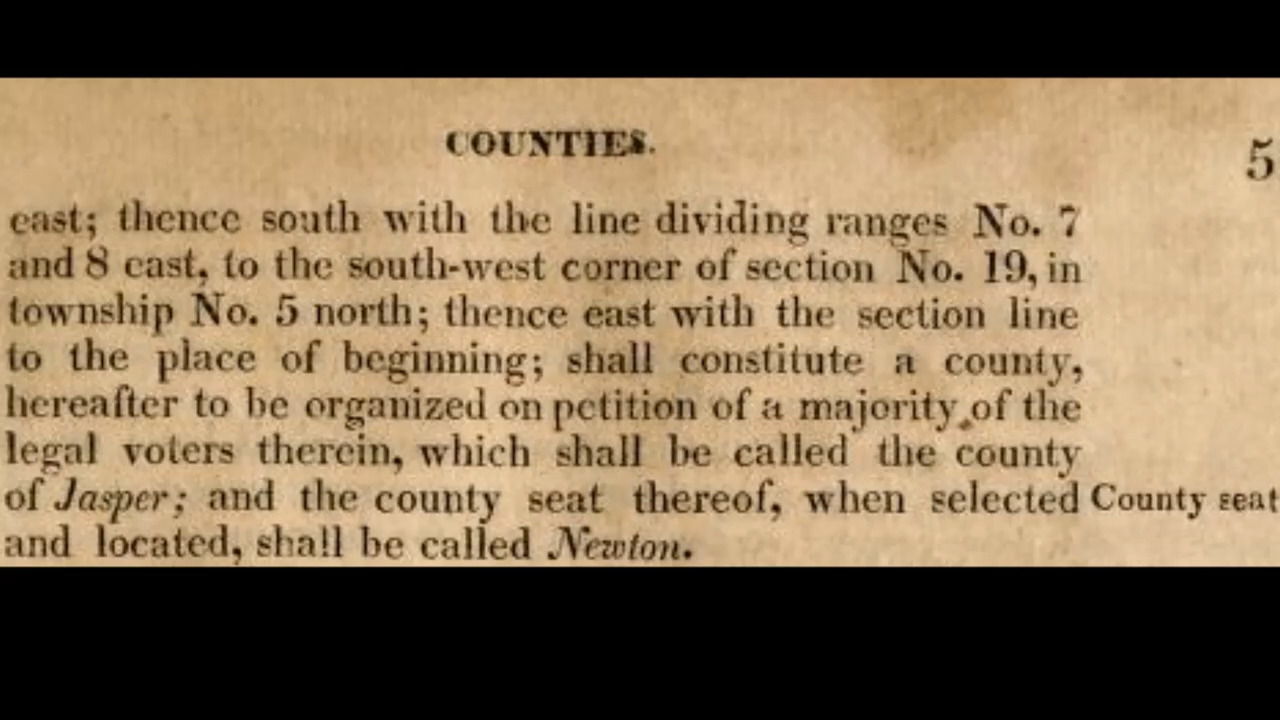 COUNTIES.
5
east; thence south with the line dividing ranges No. 7
and 8 east, to the south-west corner of section No. 19, in
township No. 5 north; thence east with the section line
to the place of beginning; shall constitute a county,
hereafter to be organized on petition of a majority of the
legal voters therein, which shall be called the county
of Jasper; and the county seat thereof, when selected
County seat
and located, shall be called Newton.